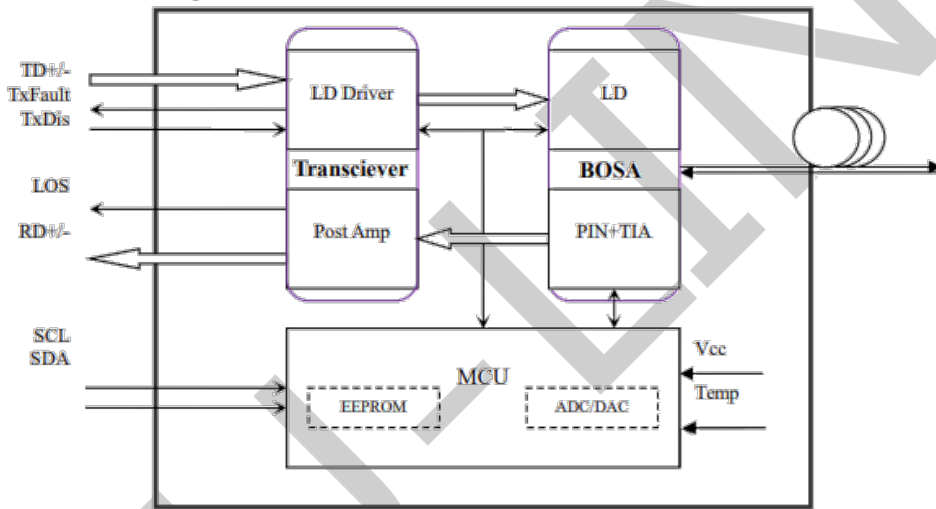 TD+/-
TxFault
TxDis
LOS
RD+/-
SCL
SDA
LD Driver
Transciever
Post Amp
LD
BOSA
PIN+TIA
MCU
EEPROM
ADC/DAC
Vcc
Temp